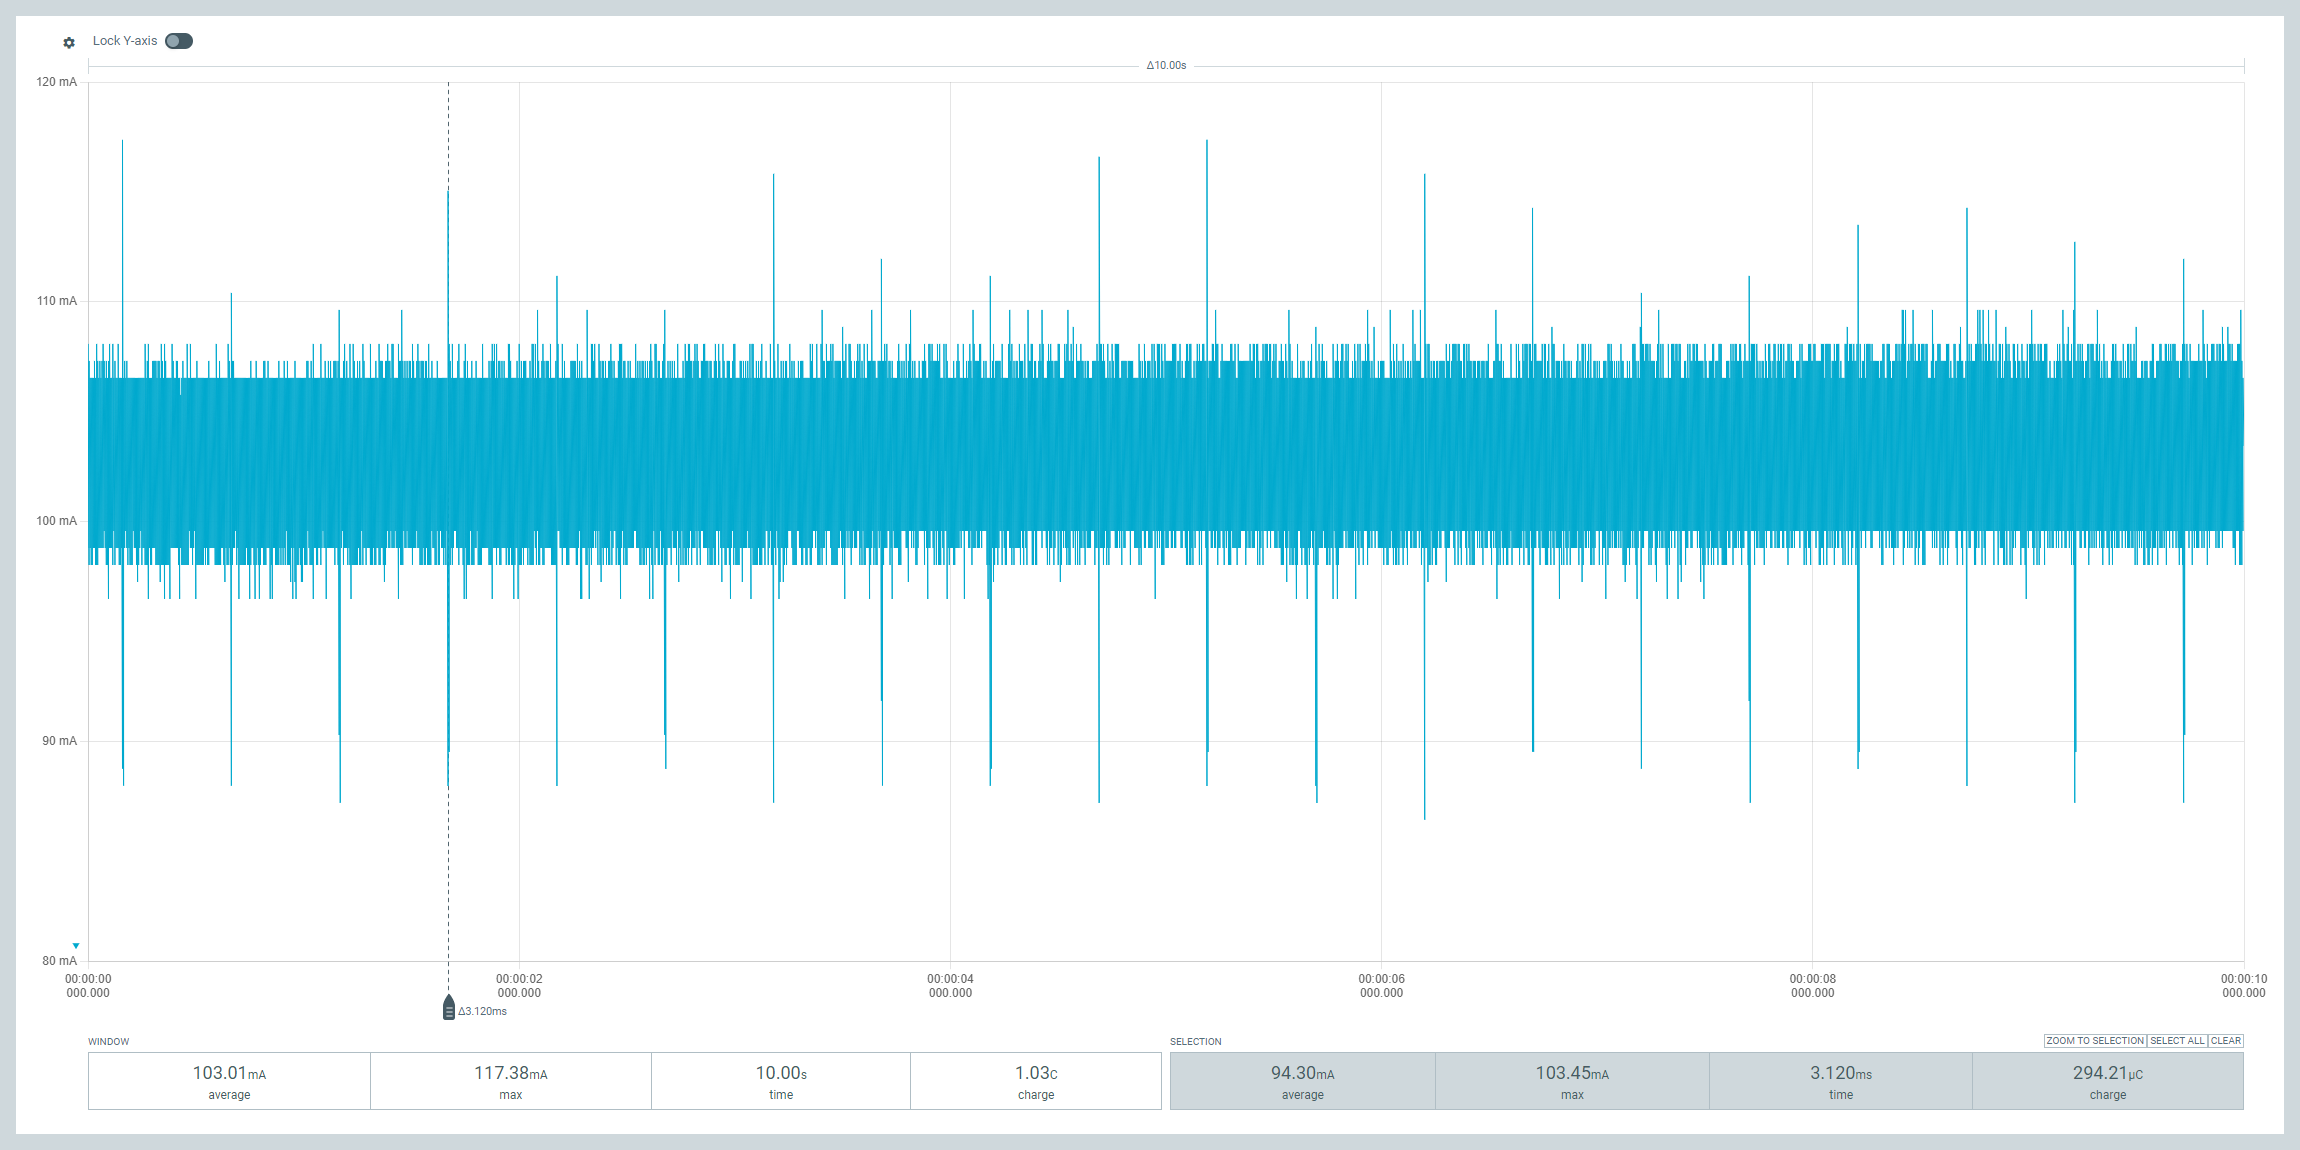 Lock Y-axis
Δ10.00s
120 mA
110 mA
100 mA
90 mA
80 mA
00:00:00 00:00:02 00:00:04 00:00:06 00:00:08 00:00:10
000.000 000.000 000.000 000.000 000.000 000.000
Δ3.120ms
WINDOW
103.01mA 117.38mA 10.00s 1.03C
average max time charge
SELECTION ZOOM TO SELECTION SELECT ALL CLEAR
94.30mA 103.45mA 3.120ms 294.21µC
average max time charge